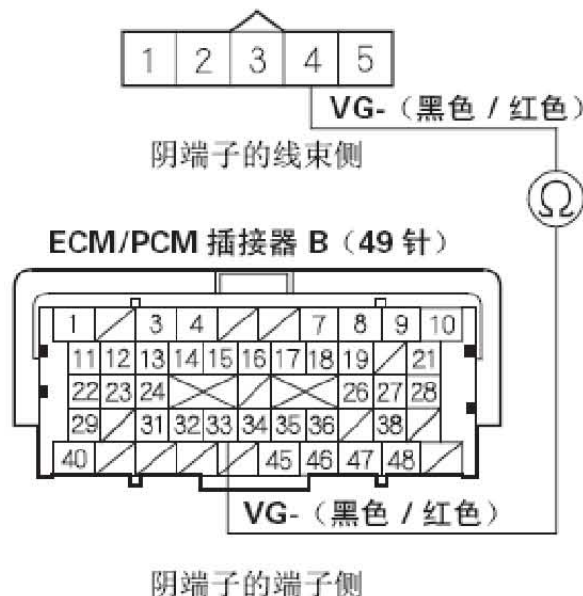 1 2 3 4 5
VG-（黑色 / 红色）
阴端子的线束侧
Ω
ECM/PCM 插接器 B（49 针）
1 3 4 7 8 9 10
11 12 13 14 15 16 17 18 19 21
22 23 24 26 27 28
29 31 32 33 34 35 36 38
40 45 46 47 48
VG-（黑色 / 红色）
阴端子的端子侧